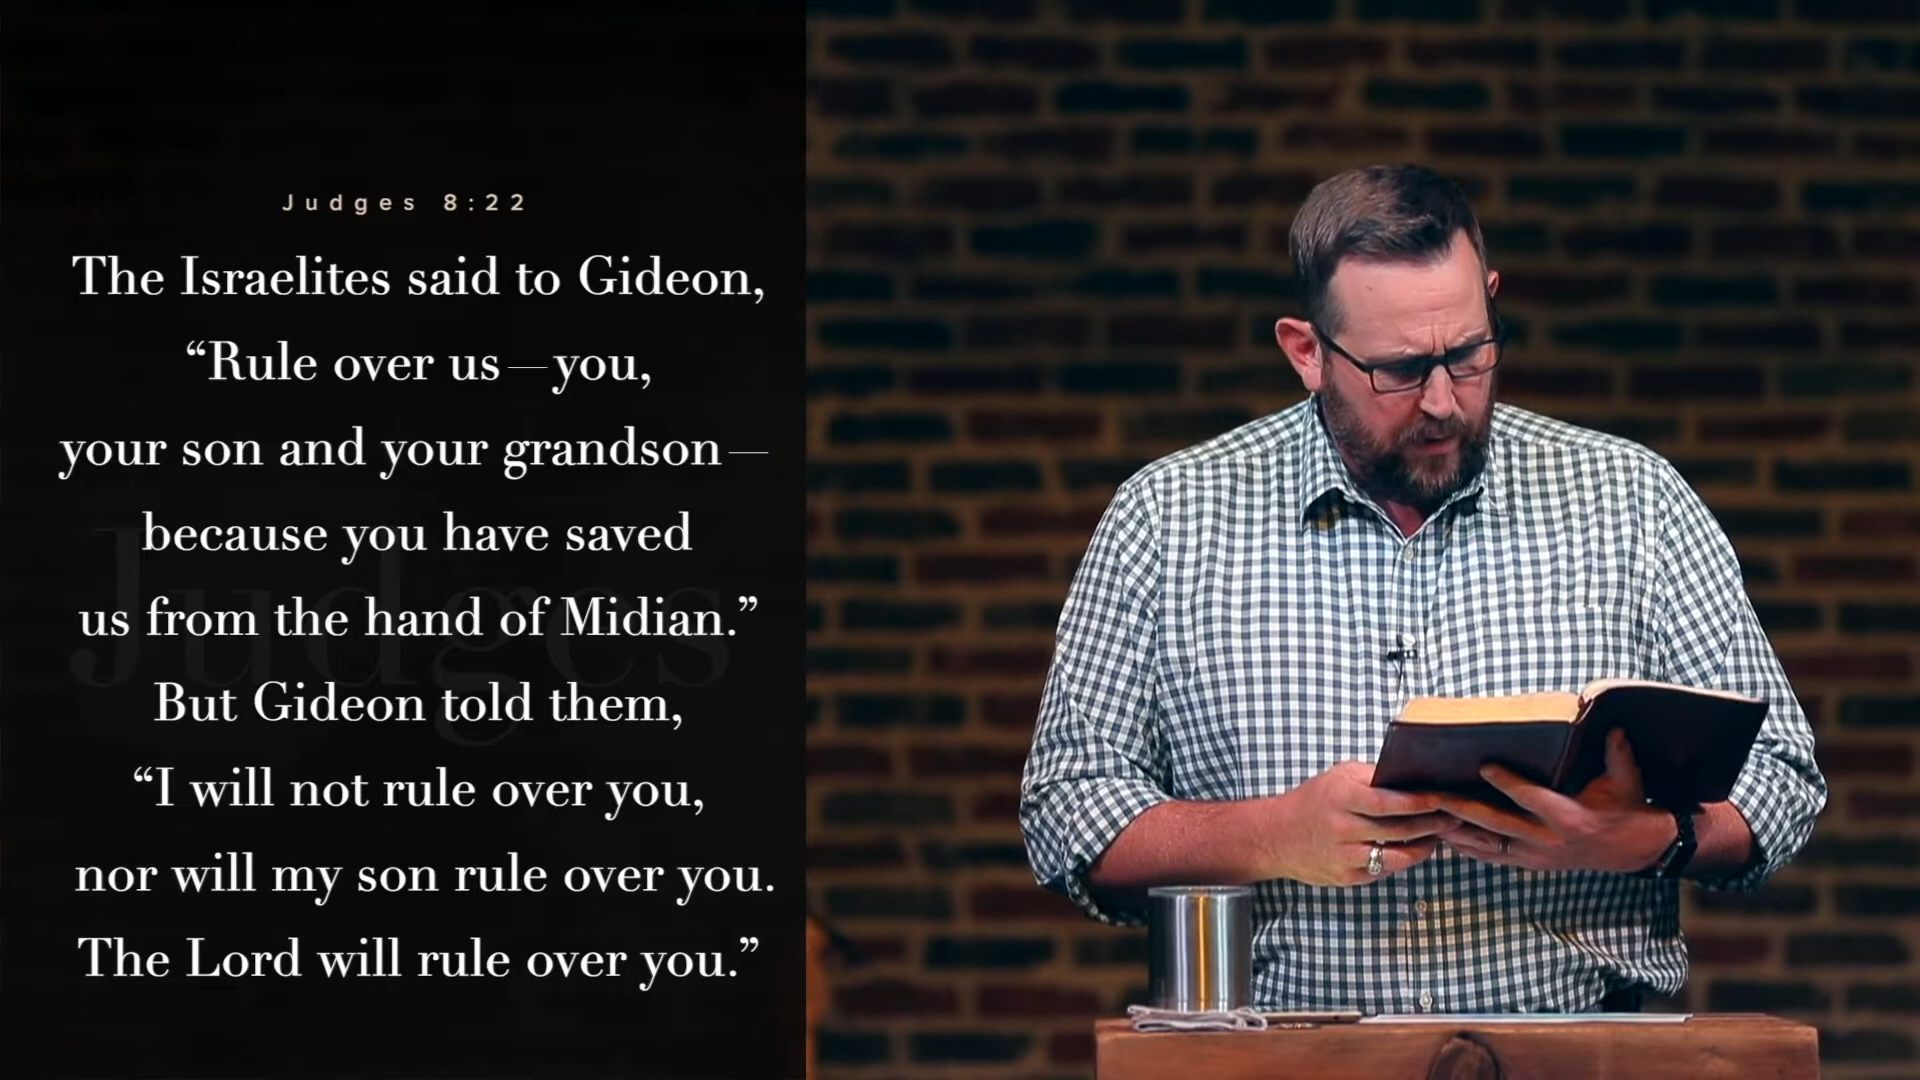 Judges 8:22
The Israelites said to Gideon,
“Rule over us—you,
your son and your grandson—
because you have saved
us from the hand of Midian.”
But Gideon told them,
“I will not rule over you,
nor will my son rule over you.
The Lord will rule over you.”
Judges